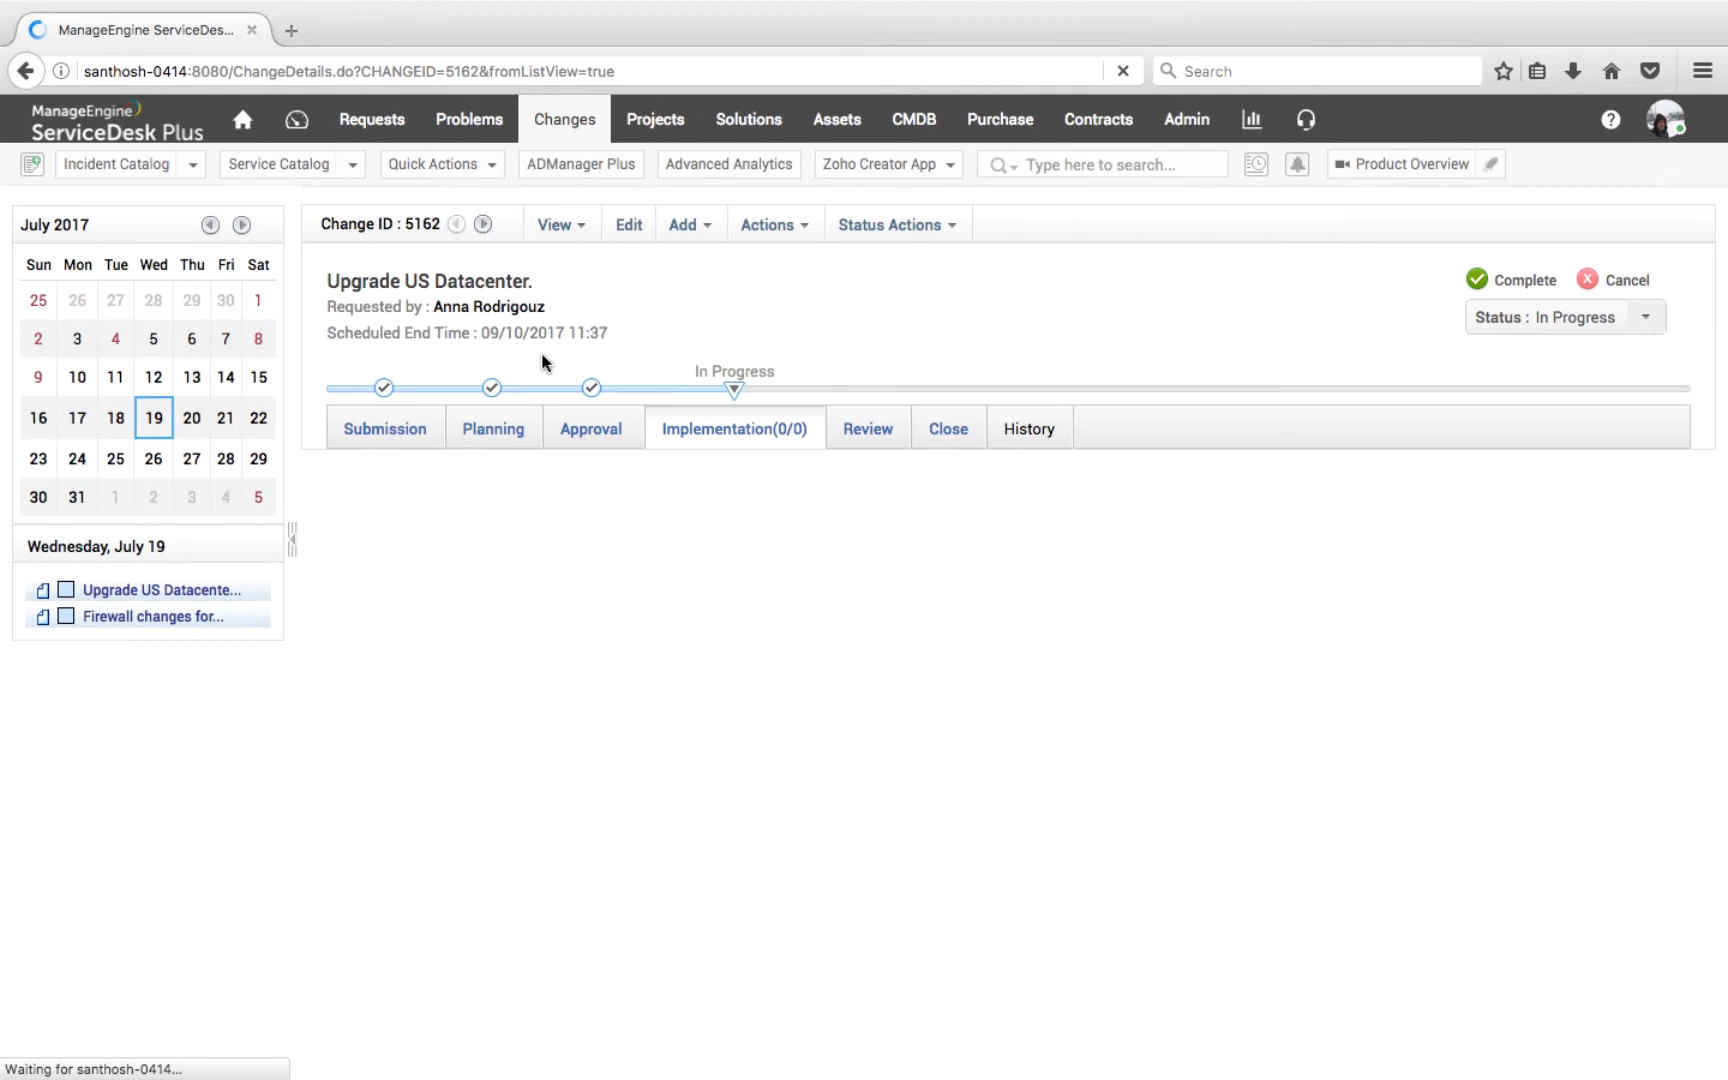 ManageEngine ServiceDes...
santhosh-0414:8080/ChangeDetails.do?CHANGEID=5162&fromListView=true
Search
ManageEngine
ServiceDesk Plus
Requests Problems Changes Projects Solutions Assets CMDB Purchase Contracts Admin
Incident Catalog Service Catalog Quick Actions ADManager Plus Advanced Analytics Zoho Creator App Type here to search... Product Overview
July 2017
Sun Mon Tue Wed Thu Fri Sat
25 26 27 28 29 30 1
2 3 4 5 6 7 8
9 10 11 12 13 14 15
16 17 18 19 20 21 22
23 24 25 26 27 28 29
30 31 1 2 3 4 5
Wednesday, July 19
Upgrade US Datacente...
Firewall changes for...
Change ID : 5162 View Edit Add Actions Status Actions
Upgrade US Datacenter.
Requested by : Anna Rodrigouz
Scheduled End Time : 09/10/2017 11:37
Complete Cancel
Status : In Progress
In Progress
Submission Planning Approval Implementation(0/0) Review Close History
Waiting for santhosh-0414...